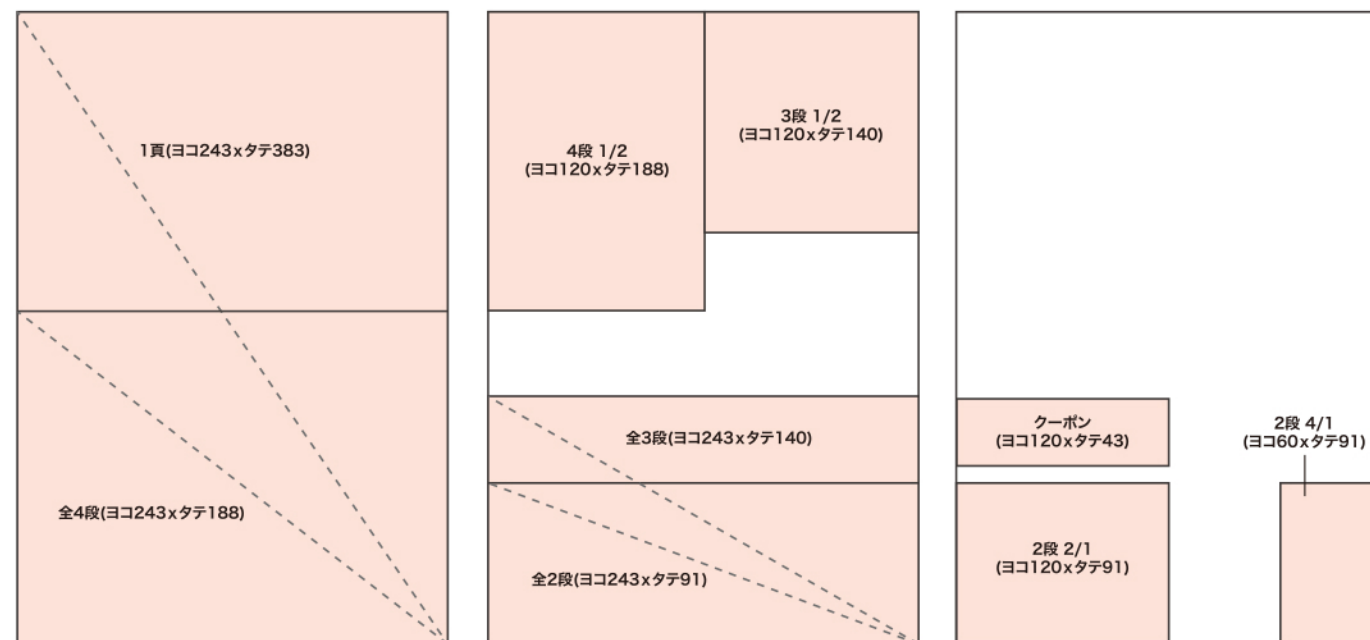 1頁(ヨコ243xタテ383)
全4段(ヨコ243xタテ188)
4段 1/2
(ヨコ120xタテ188)
3段 1/2
(ヨコ120xタテ140)
全3段(ヨコ243xタテ140)
全2段(ヨコ243xタテ91)
クーポン
(ヨコ120xタテ43)
2段 2/1
(ヨコ120xタテ91)
2段 4/1
(ヨコ60xタテ91)